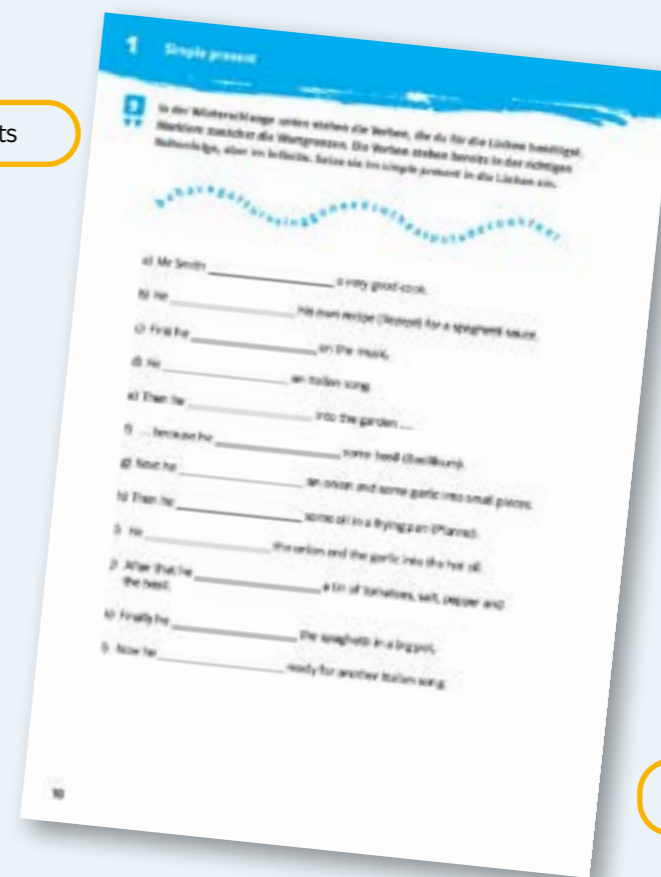 ts
1 Simple present
9
In der Wörterschlange unten stehen die Verben, die du für die Lücken benötigst.
Markiere zunächst die Wortgrenzen. Die Verben stehen bereits in der richtigen
Reihenfolge, aber im Infinitiv. Setze sie im simple present in die Lücken ein.
a) Mr Smith a very good cook.
b) He his own recipe (Rezept) for a spaghetti sauce.
c) First he on the music.
d) He an Italian song.
e) Then he into the garden ...
f) ... because he some basil (Basilikum).
g) Next he an onion and some garlic into small pieces.
h) Then he some oil in a frying pan (Pfanne).
i) He the onion and the garlic into the hot oil.
j) After that he a tin of tomatoes, salt, pepper and
the basil.
k) Finally he the spaghetti in a big pot.
l) Now he ready for another Italian song.
10